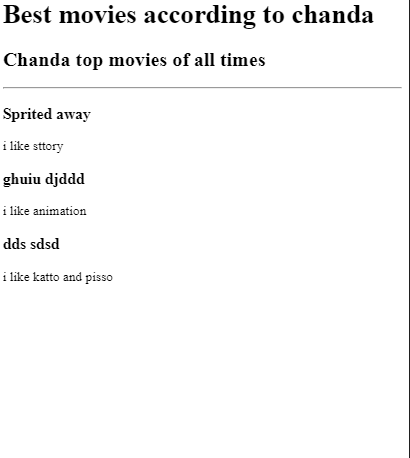 Best movies according to chanda
Chanda top movies of all times
Sprited away
i like sttory
ghuiu djddd
i like animation
dds sdsd
i like katto and pisso